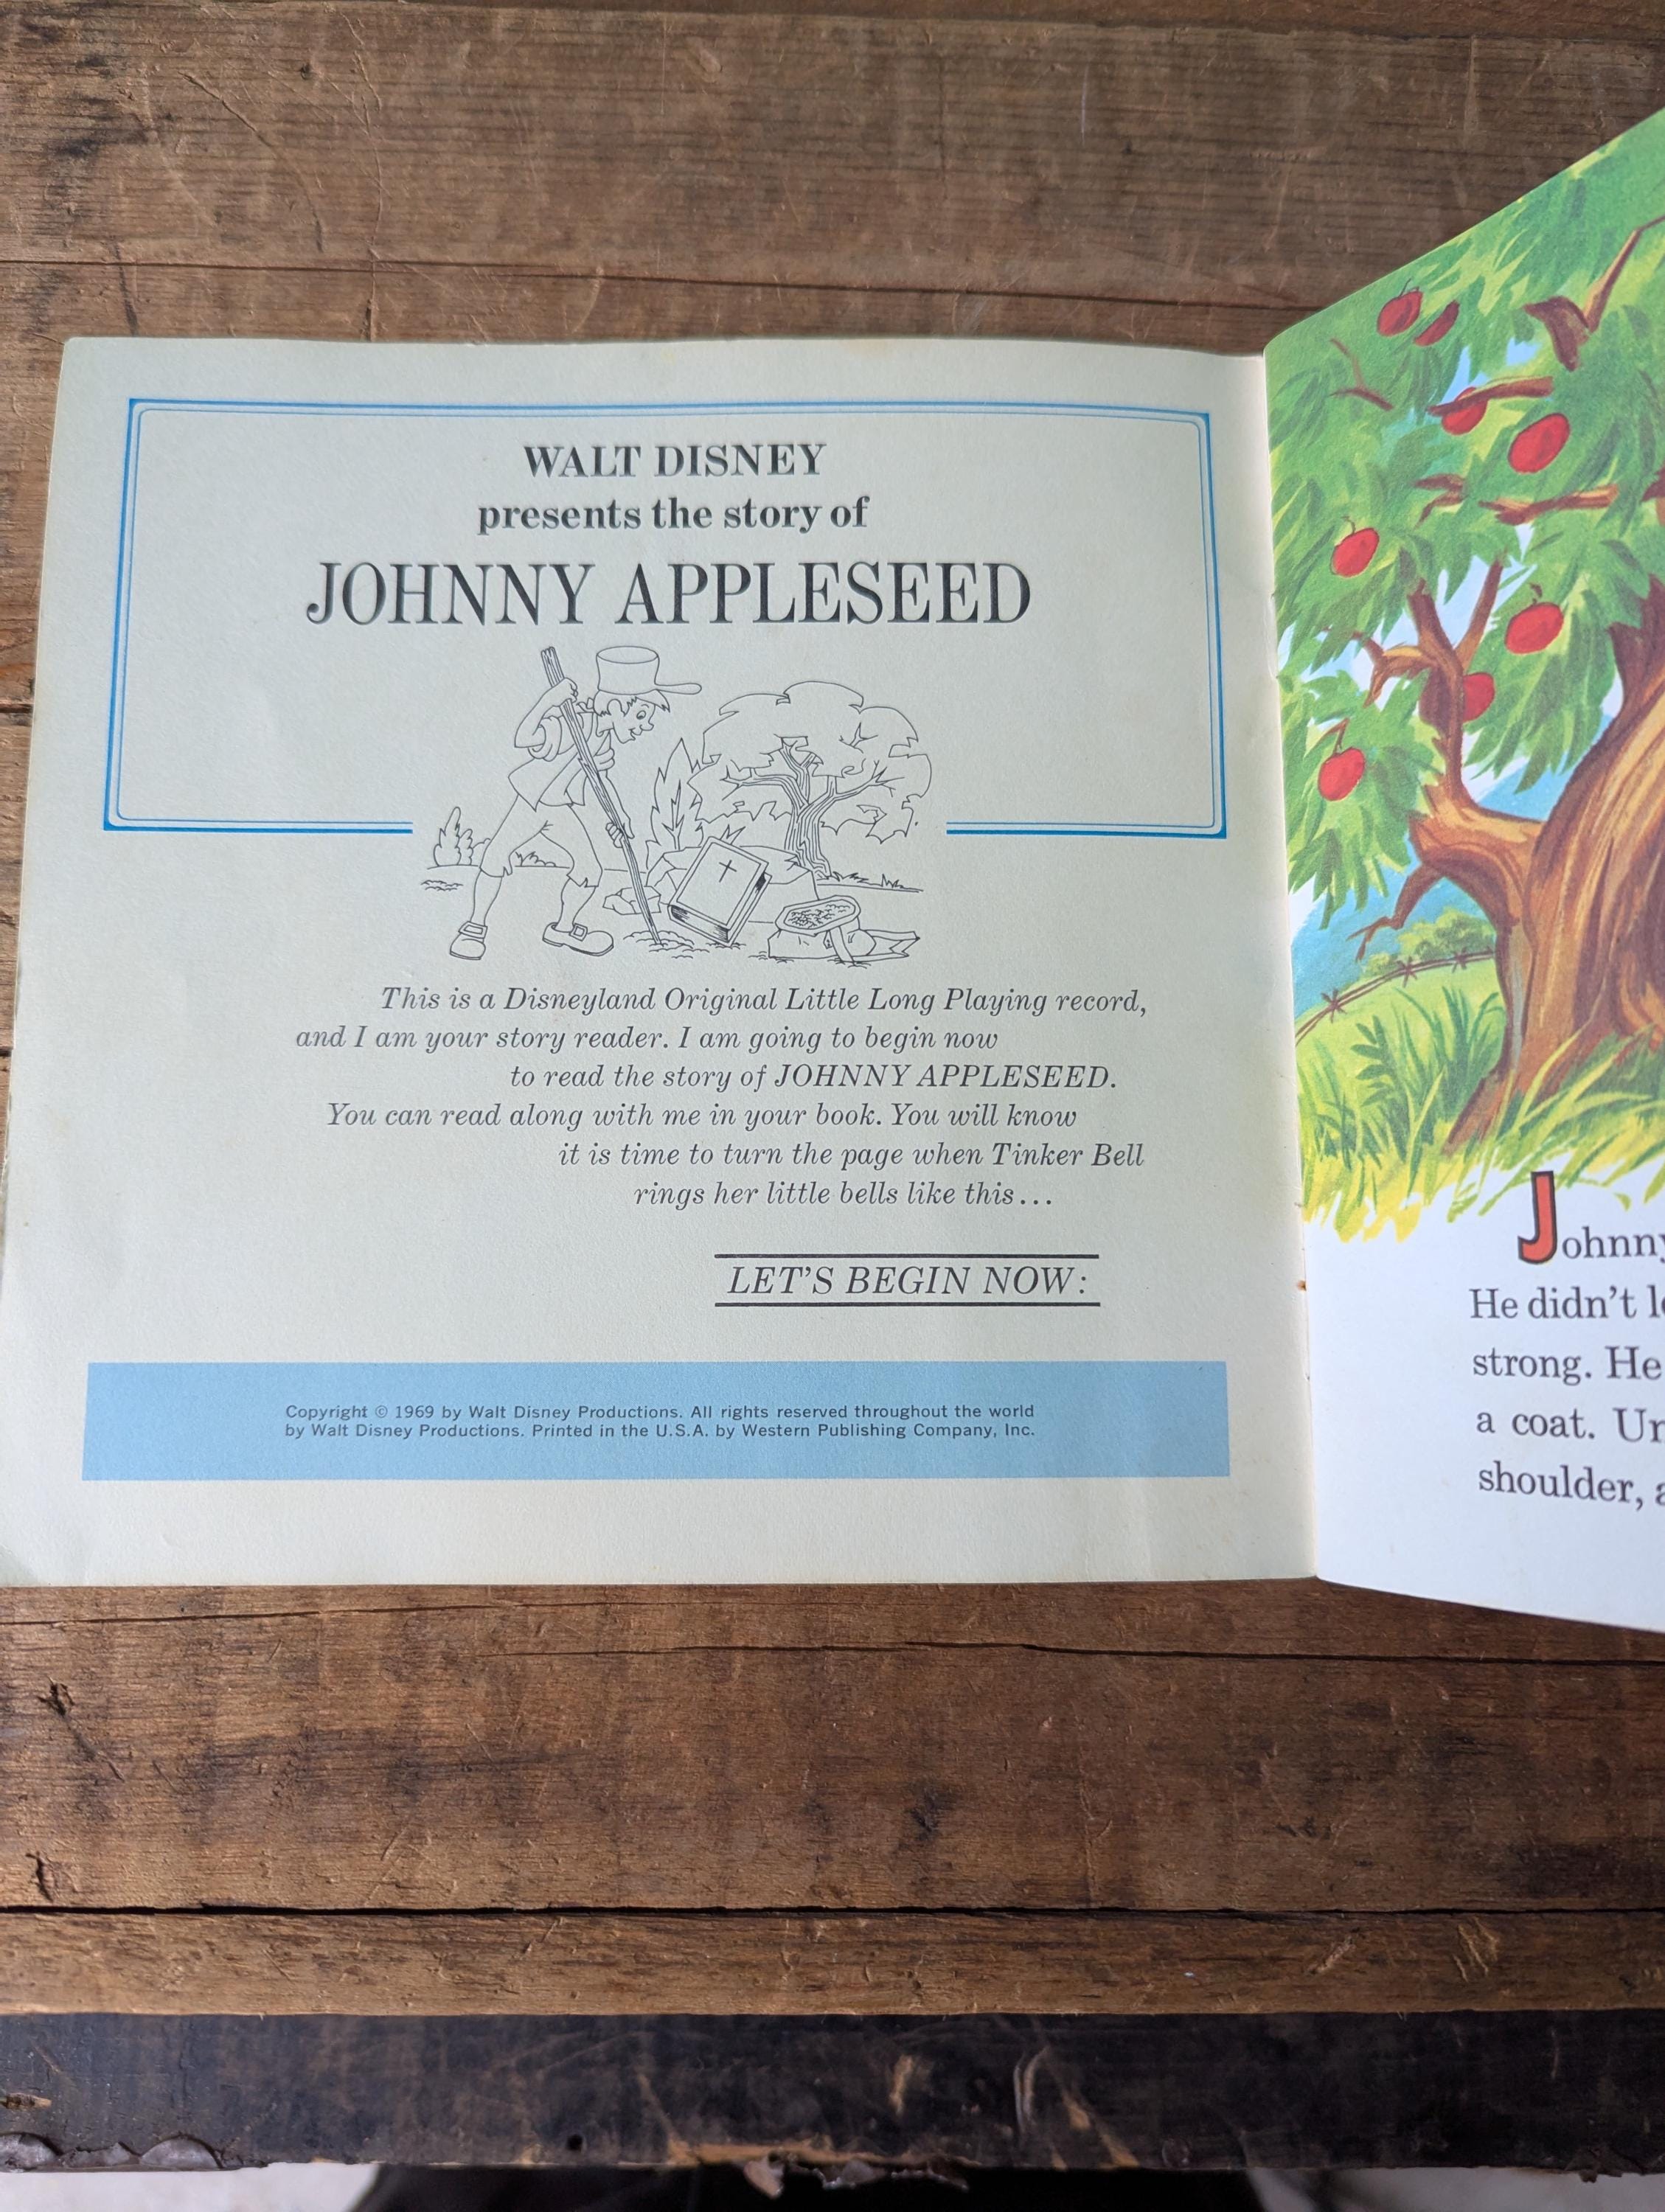 WALT DISNEY
presents the story of
JOHNNY APPLESEED
This is a Disneyland Original Little Long Playing record,
and I am your story reader. I am going to begin now
to read the story of JOHNNY APPLESEED.
You can read along with me in your book. You will know
it is time to turn the page when Tinker Bell
rings her little bells like this...
LET'S BEGIN NOW:
Copyright © 1969 by Walt Disney Productions. All rights reserved throughout the world
by Walt Disney Productions. Printed in the U.S.A. by Western Publishing Company, Inc.
Johnny
He didn't
strong. He
a coat.
shoulder,